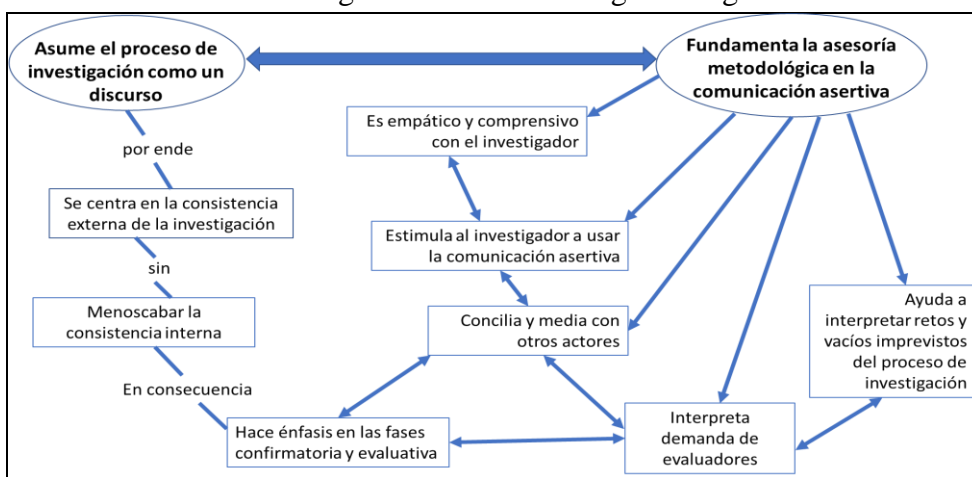 Asume el proceso de
investigación como un
discurso
Fundamenta la asesoría
metodológica en la
comunicación asertiva
por ende
Es empático y comprensivo
con el investigador
Se centra en la consistencia
externa de la investigación
Estimula al investigador a usar
la comunicación asertiva
sin
Menoscabar la
consistencia interna
Concilia y media con
otros actores
Ayuda a
interpretar retos y
vacíos imprevistos
del proceso de
investigación
En consecuencia
Hace énfasis en las fases
confirmatoria y evaluativa
Interpreta
demanda de
evaluadores